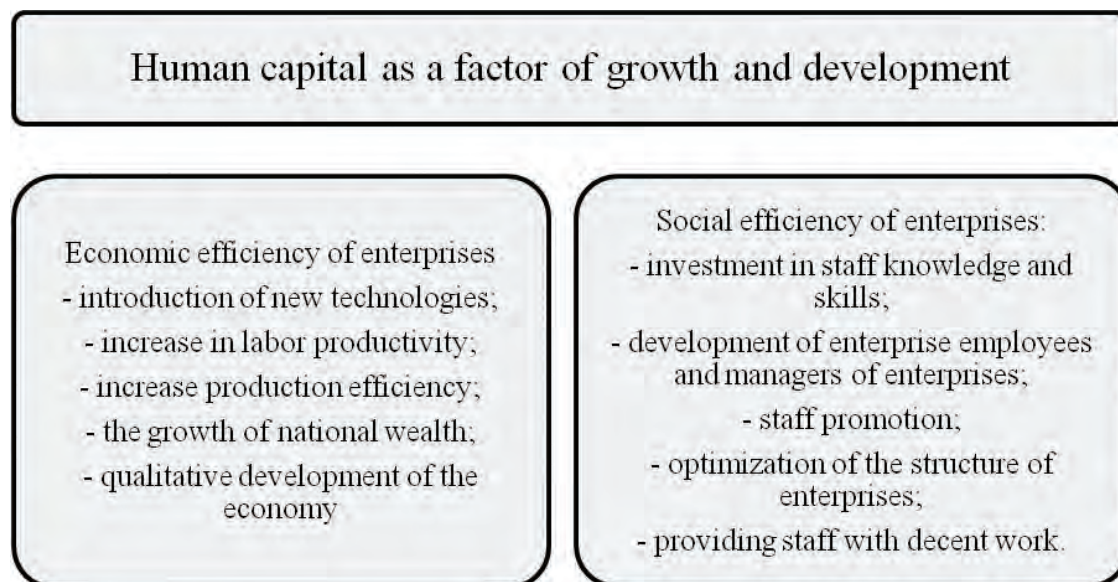 Human capital as a factor of growth and development
Economic efficiency of enterprises
- introduction of new technologies;
- increase in labor productivity;
- increase production efficiency;
- the growth of national wealth;
- qualitative development of the
economy
Social efficiency of enterprises:
- investment in staff knowledge and
skills;
- development of enterprise employees
and managers of enterprises;
- staff promotion;
- optimization of the structure of
enterprises;
- providing staff with decent work.